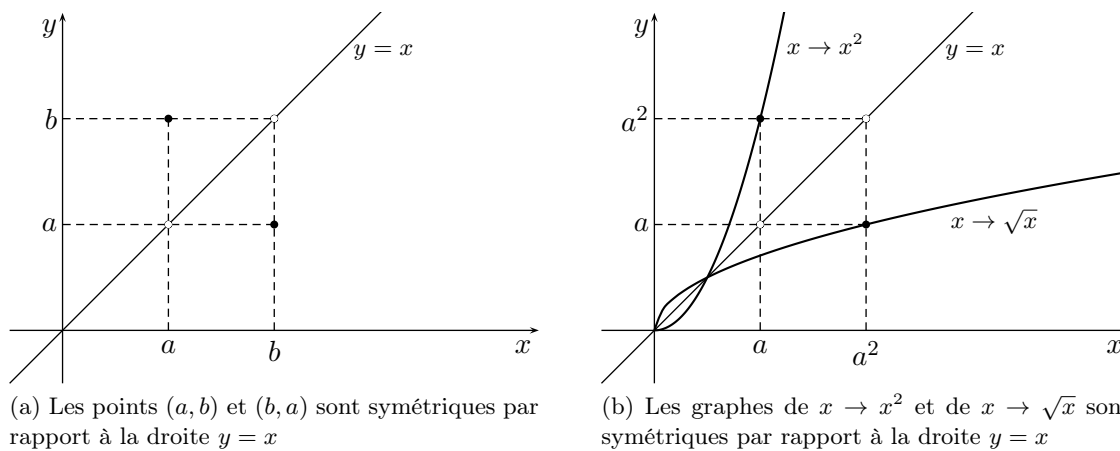 y
y = x
b
a
a
b
x
(a) Les points (a, b) et (b, a) sont symétriques par
rapport à la droite y = x
y
x → x²
y = x
a²
a
x → √x
a
a²
x
(b) Les graphes de x → x² et de x → √x son
symétriques par rapport à la droite y = x